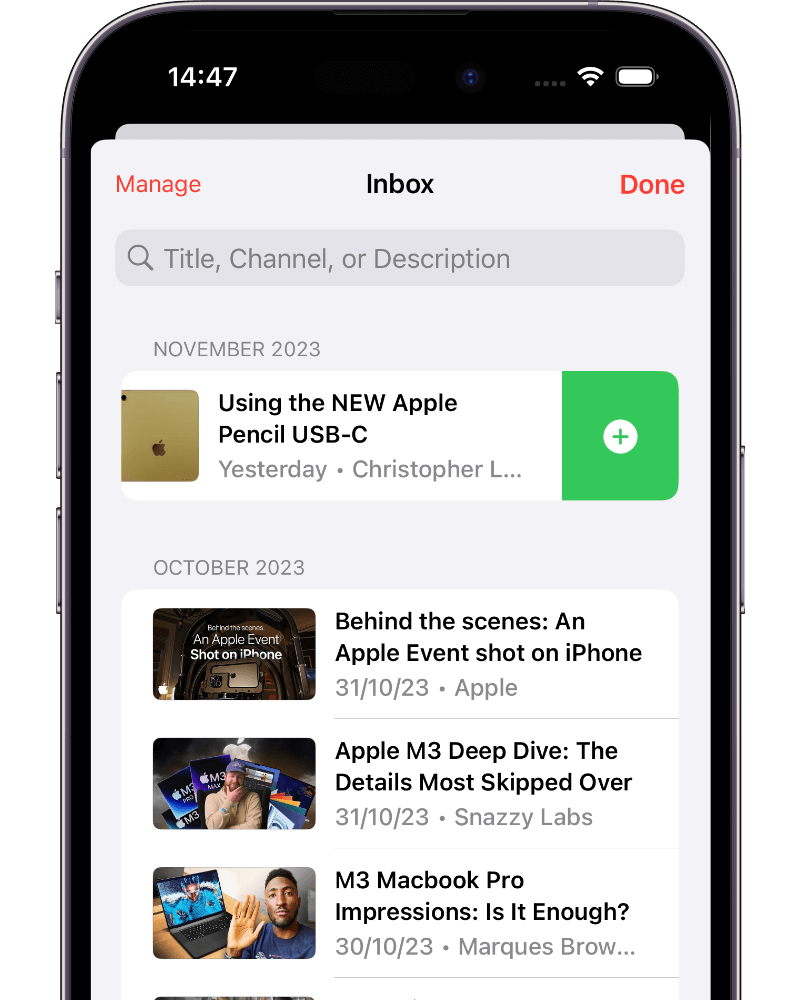 14:47
Manage
Inbox
Done
Title, Channel, or Description
NOVEMBER 2023
Using the NEW Apple
Pencil USB-C
Yesterday • Christopher L...
OCTOBER 2023
Behind the scenes:
An Apple Event
Shot on iPhone
Behind the scenes: An
Apple Event shot on iPhone
31/10/23 • Apple
M3
PRO
M3
MAX
M3
Apple M3 Deep Dive: The
Details Most Skipped Over
31/10/23 • Snazzy Labs
M3 Macbook Pro
Impressions: Is It Enough?
30/10/23 • Marques Brow...